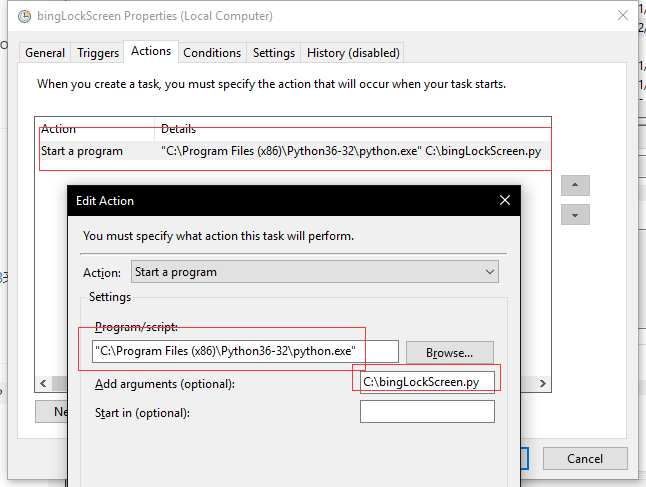 bingLockScreen Properties (Local Computer)
General Triggers Actions Conditions Settings History (disabled)
When you create a task, you must specify the action that will occur when your task starts.
Action Details
Start a program "C:\Program Files (x86)\Python36-32\python.exe" C:\bingLockScreen.py
Edit Action
You must specify what action this task will perform.
Action: Start a program
Settings
Program/script:
"C:\Program Files (x86)\Python36-32\python.exe" Browse...
Add arguments (optional): C:\bingLockScreen.py
Start in (optional):
Cancel